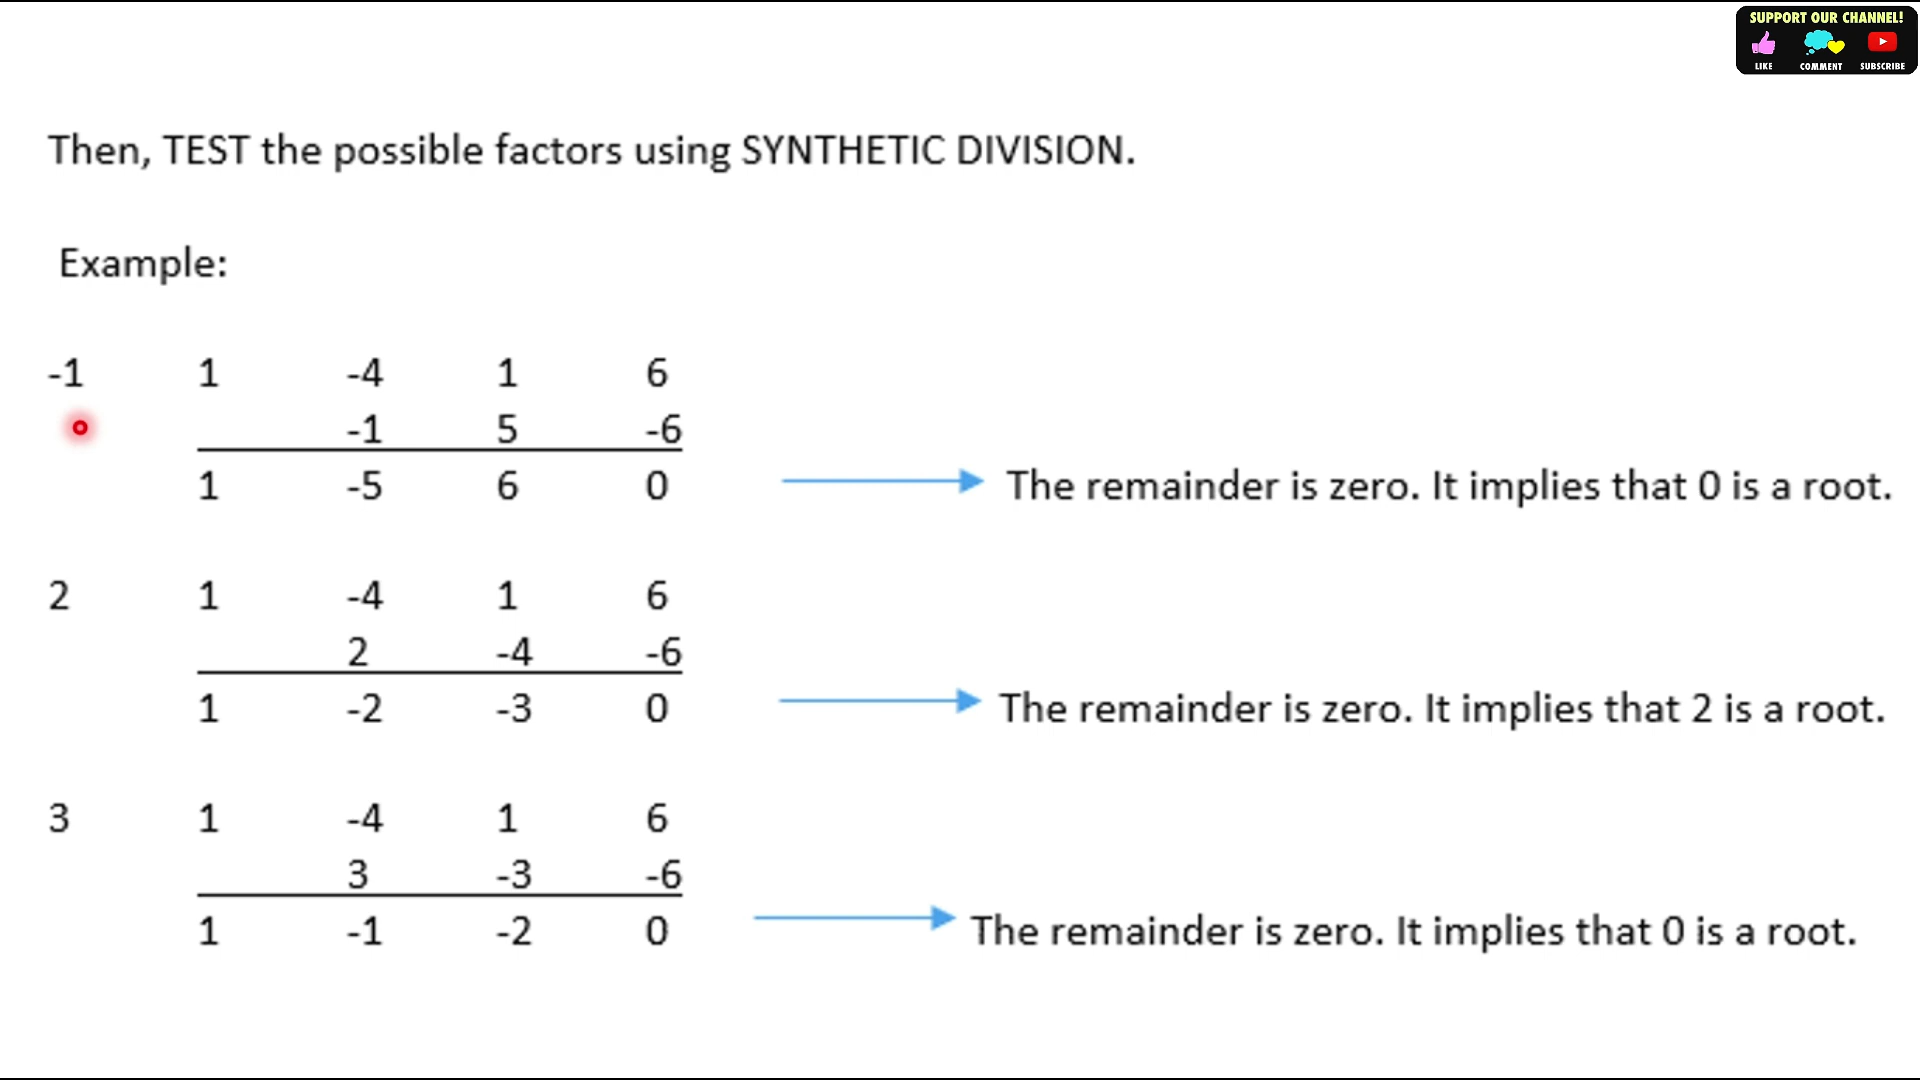 SUPPORT OUR CHANNEL!
LIKE COMMENT SUBSCRIBE
Then, TEST the possible factors using SYNTHETIC DIVISION.
Example:
-1 1 -4 1 6
-1 5 -6
1 -5 6 0 The remainder is zero. It implies that 0 is a root.
2 1 -4 1 6
2 -4 -6
1 -2 -3 0 The remainder is zero. It implies that 2 is a root.
3 1 -4 1 6
3 -3 -6
1 -1 -2 0 The remainder is zero. It implies that 0 is a root.